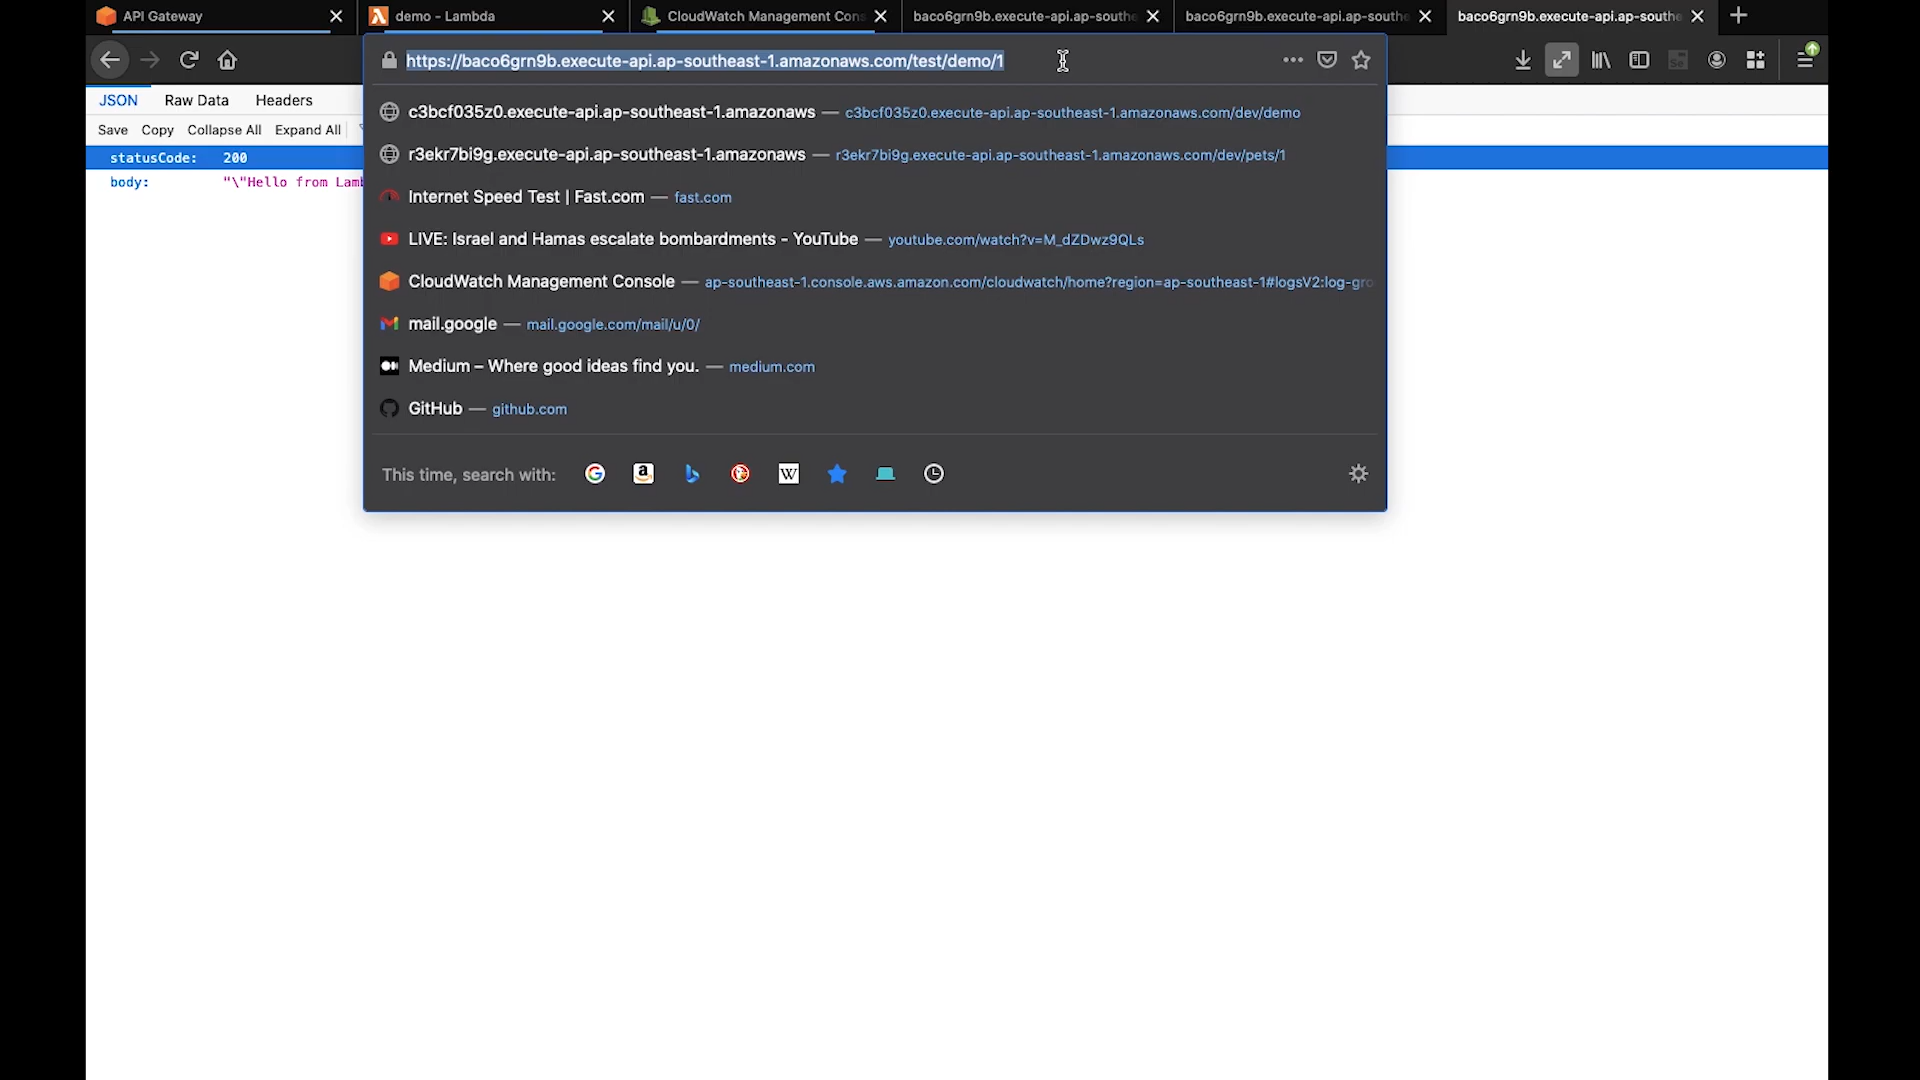 API Gateway
demo - Lambda
CloudWatch Management Con
baco6grn9b.execute-api.ap-southe
baco6grn9b.execute-api.ap-southe
baco6grn9b.execute-api.ap-southe
https://baco6grn9b.execute-api.ap-southeast-1.amazonaws.com/test/demo/1
JSON Raw Data Headers
Save Copy Collapse All Expand All
statusCode: 200
body: "\"Hello from Lamb
c3bcf035z0.execute-api.ap-southeast-1.amazonaws — c3bcf035z0.execute-api.ap-southeast-1.amazonaws.com/dev/demo
r3ekr7bi9g.execute-api.ap-southeast-1.amazonaws — r3ekr7bi9g.execute-api.ap-southeast-1.amazonaws.com/dev/pets/1
Internet Speed Test | Fast.com — fast.com
LIVE: Israel and Hamas escalate bombardments - YouTube — youtube.com/watch?v=M_dZDwz9QLs
CloudWatch Management Console — ap-southeast-1.console.aws.amazon.com/cloudwatch/home?region=ap-southeast-1#logsV2:log-gro
mail.google — mail.google.com/mail/u/0/
Medium – Where good ideas find you. — medium.com
GitHub — github.com
This time, search with: